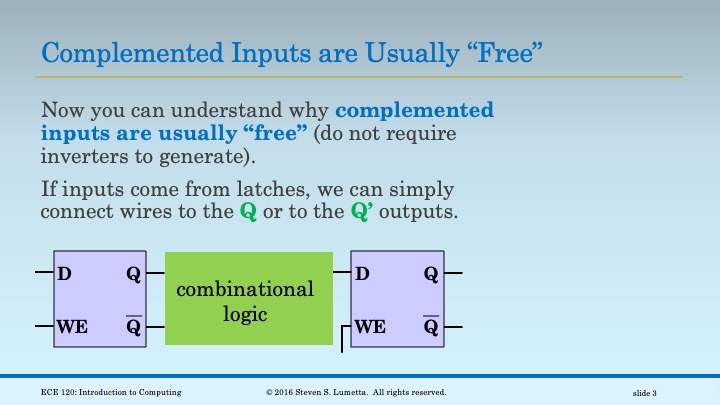 Complemented Inputs are Usually “Free”
Now you can understand why complemented
inputs are usually “free” (do not require
inverters to generate).
If inputs come from latches, we can simply
connect wires to the Q or to the Q’ outputs.
D Q
WE Q̅
combinational
logic
D Q
WE Q̅
ECE 120: Introduction to Computing
© 2016 Steven S. Lumetta. All rights reserved.
slide 3